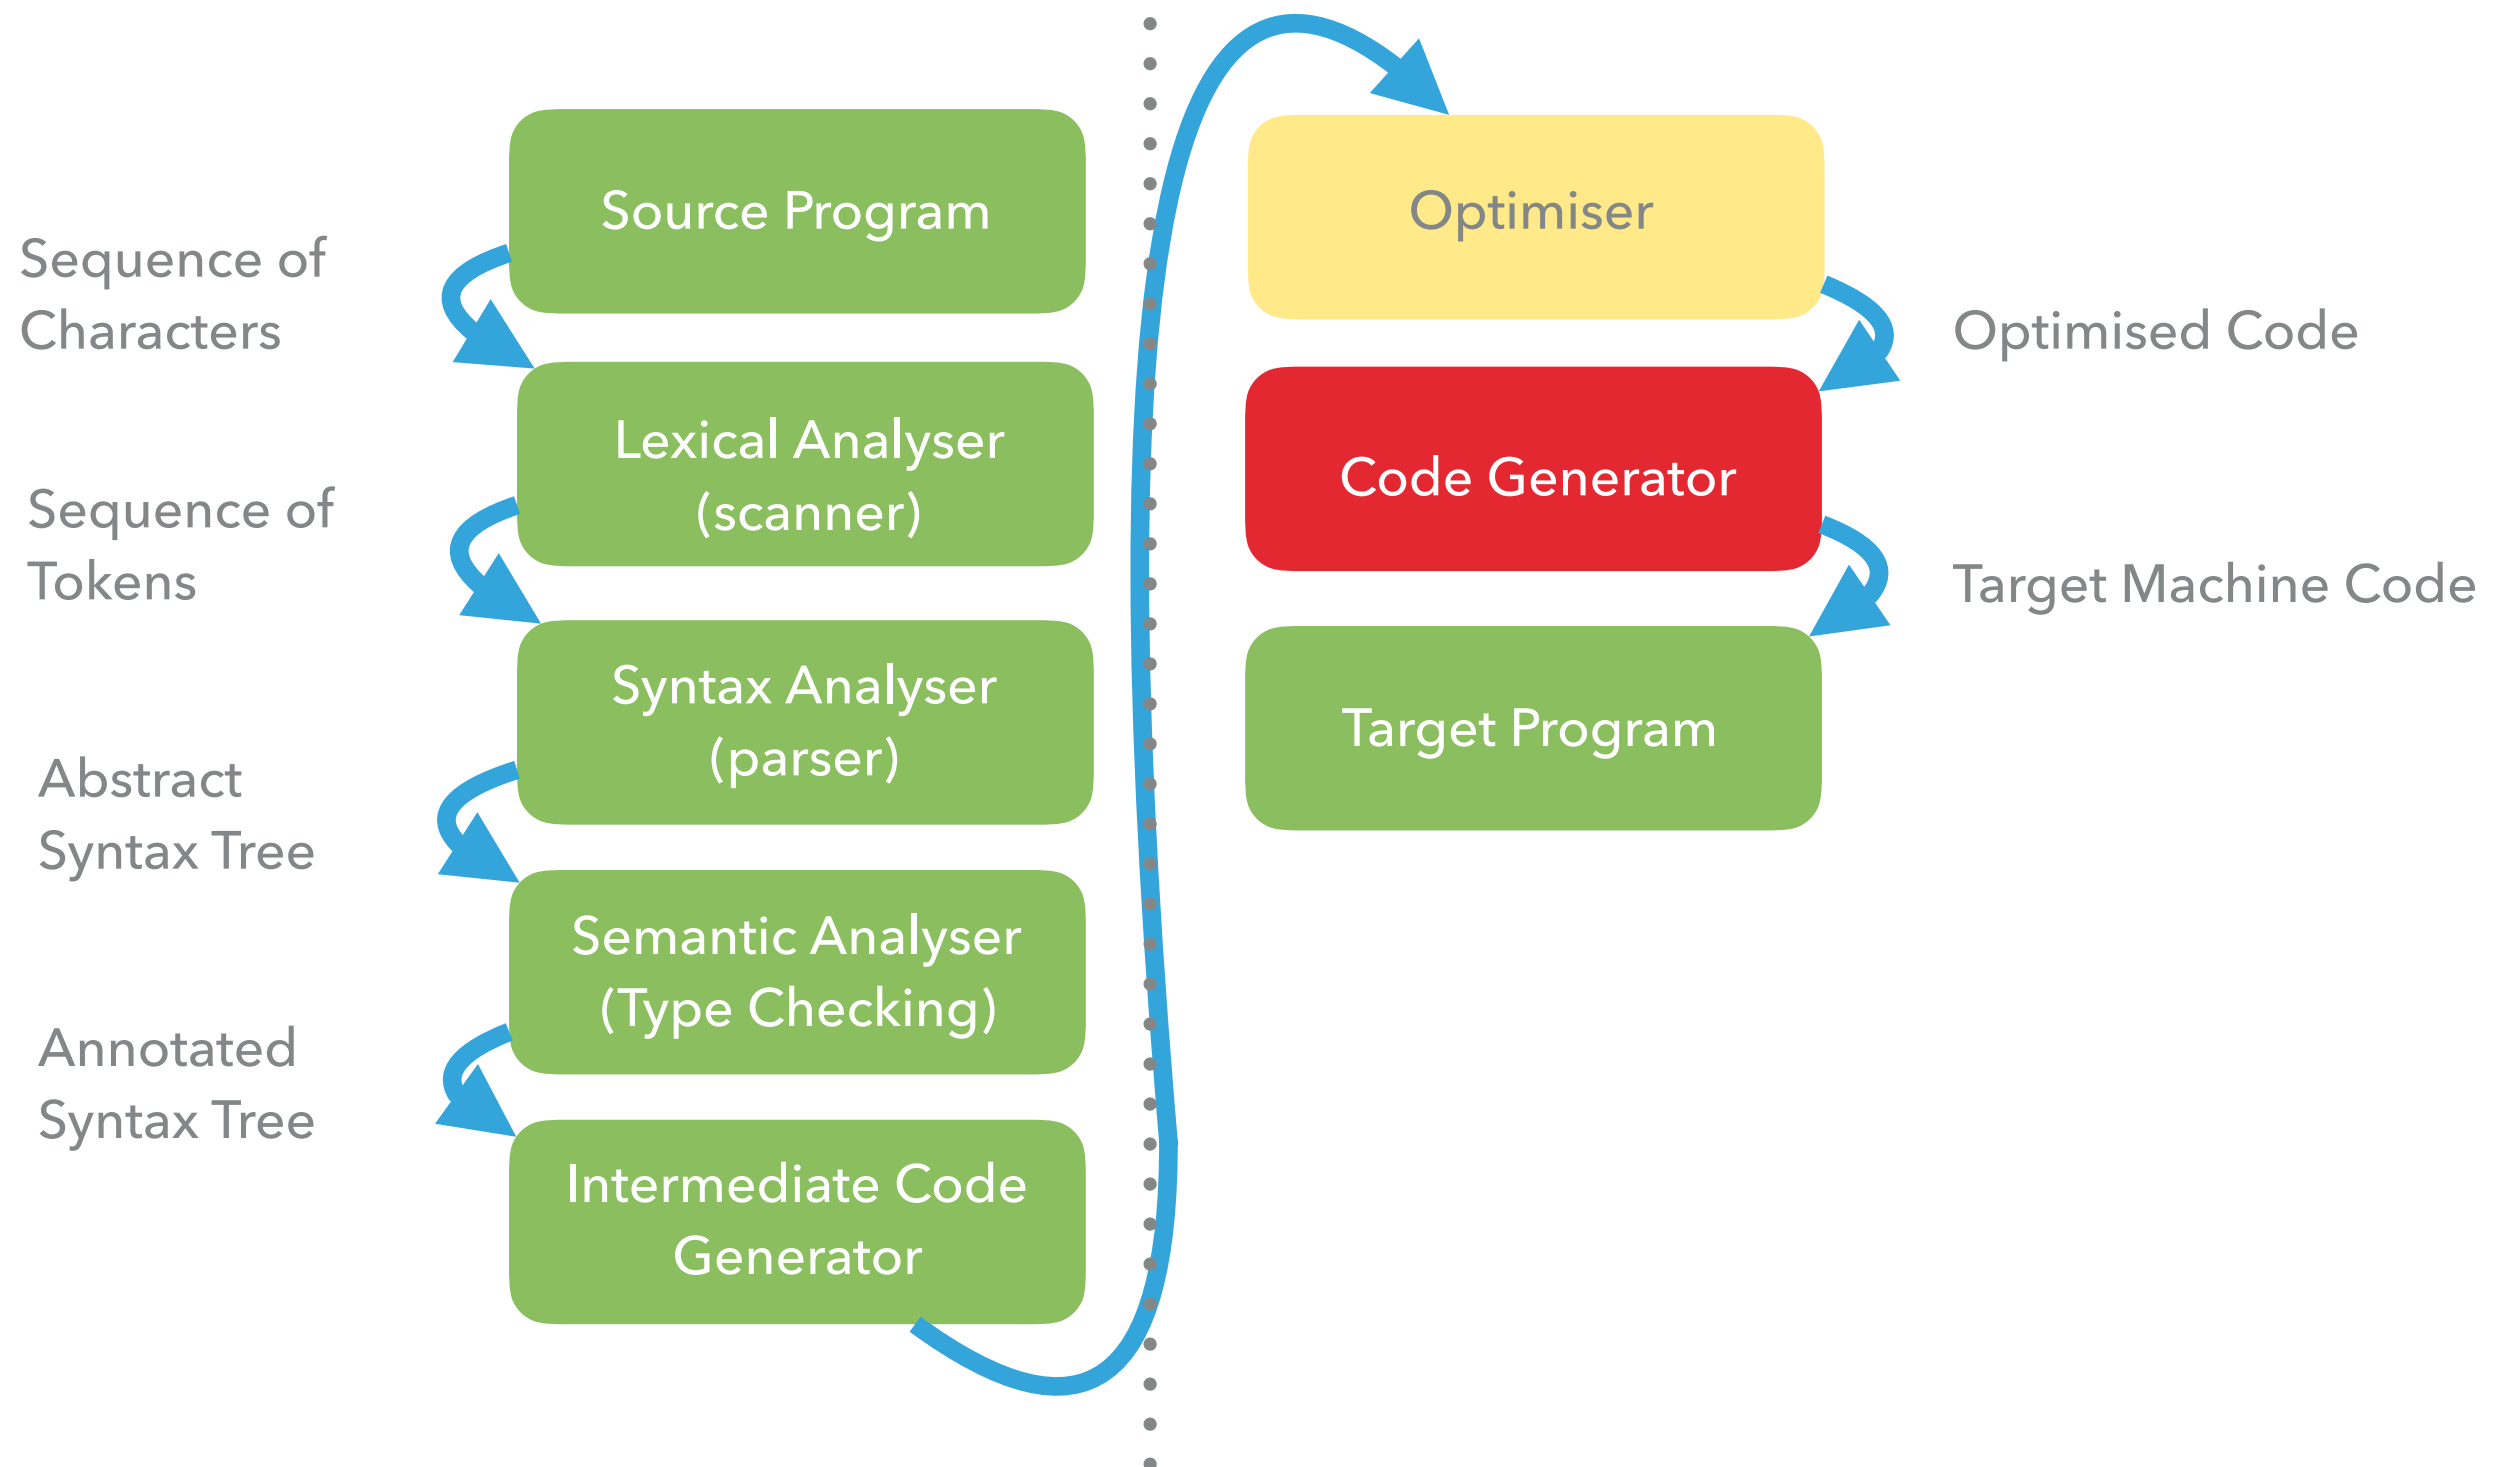 Source Program
Sequence of
Characters
Lexical Analyser
(scanner)
Sequence of
Tokens
Syntax Analyser
(parser)
Abstract
Syntax Tree
Semantic Analyser
(Type Checking)
Annotated
Syntax Tree
Intermediate Code
Generator
Optimiser
Optimised Code
Code Generator
Target Machine Code
Target Program